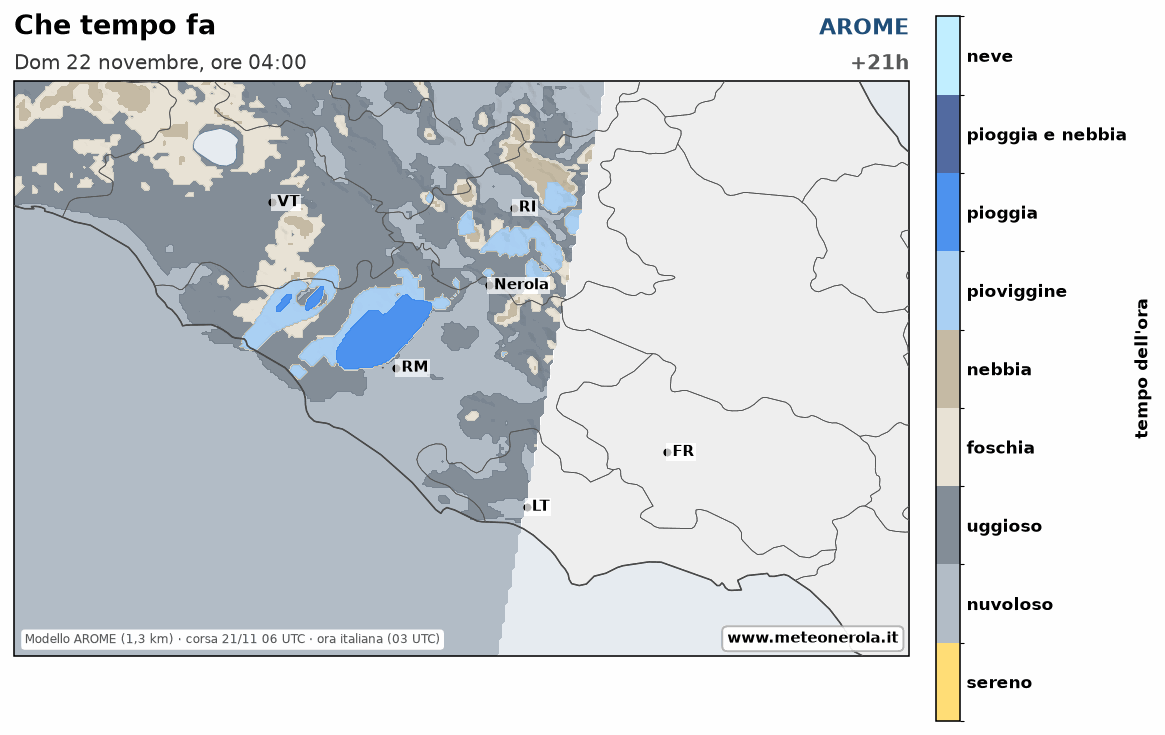 Che tempo fa
AROME
Dom 22 novembre, ore 04:00
+21h
VT
RI
Nerola
RM
FR
LT
Modello AROME (1,3 km) · corsa 21/11 06 UTC · ora italiana (03 UTC)
www.meteonerola.it
neve
pioggia e nebbia
pioggia
pioviggine
nebbia
foschia
uggioso
nuvoloso
sereno
tempo dell'ora